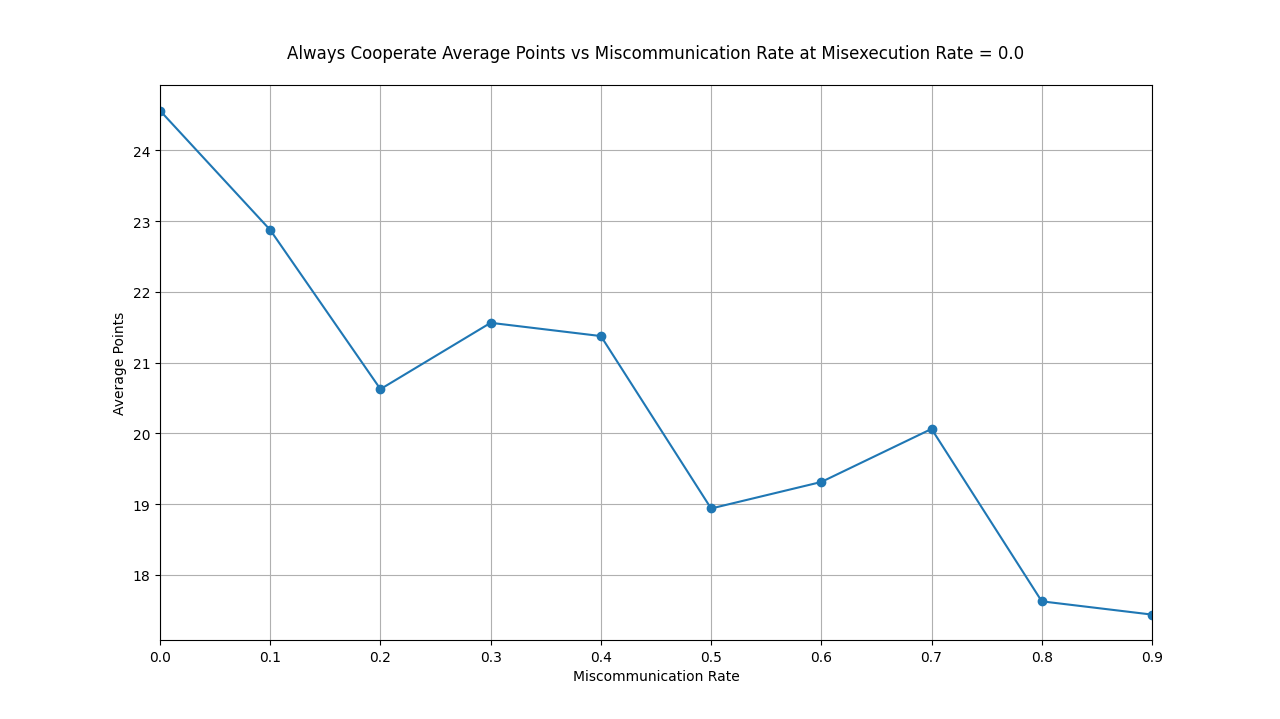 Always Cooperate Average Points vs Miscommunication Rate at Misexecution Rate = 0.0
Average Points
24
23
22
21
20
19
18
0.0 0.1 0.2 0.3 0.4 0.5 0.6 0.7 0.8 0.9
Miscommunication Rate